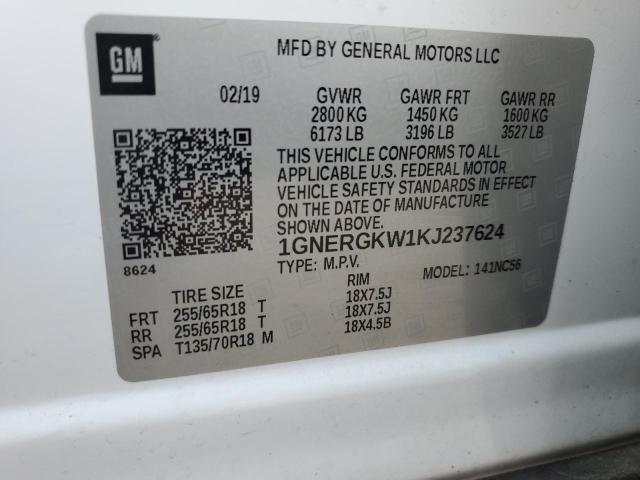 GM
MFD BY GENERAL MOTORS LLC
02/19 GVWR GAWR FRT GAWR RR
2800 KG 1450 KG 1600 KG
6173 LB 3196 LB 3527 LB
THIS VEHICLE CONFORMS TO ALL
APPLICABLE U.S. FEDERAL MOTOR
VEHICLE SAFETY STANDARDS IN EFFECT
ON THE DATE OF MANUFACTURE
SHOWN ABOVE.
1GNERGKW1KJ237624
8624
TYPE: M.P.V. MODEL: 141NC56
TIRE SIZE RIM
FRT 255/65R18 T 18X7.5J
RR 255/65R18 T 18X7.5J
SPA T135/70R18 M 18X4.5B